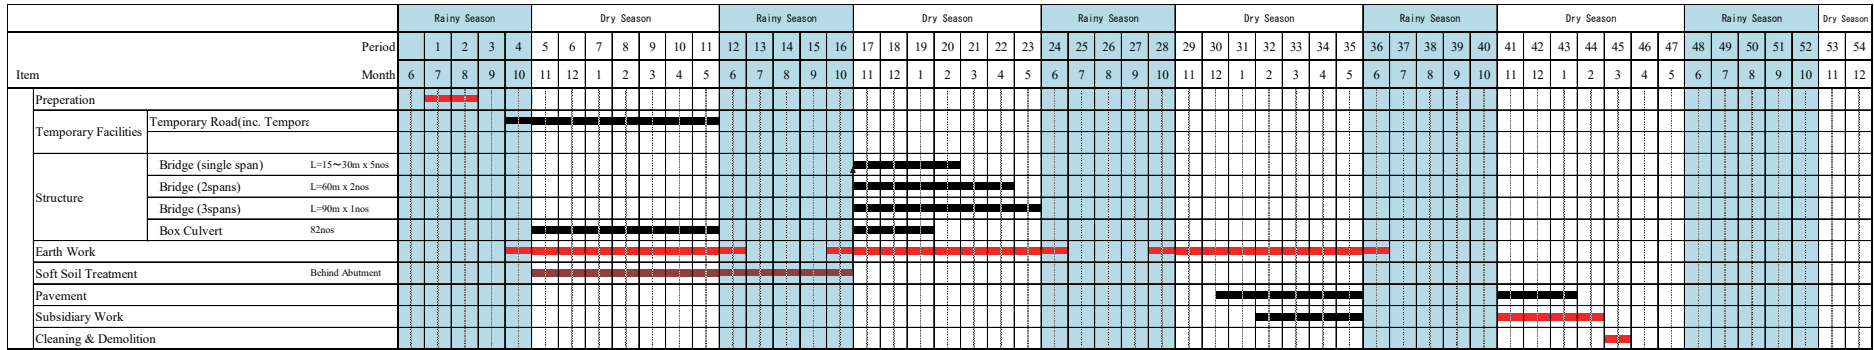 Rainy Season Dry Season Rainy Season Dry Season Rainy Season Dry Season Rainy Season Dry Season Rainy Season Dry Season
Period 1 2 3 4 5 6 7 8 9 10 11 12 13 14 15 16 17 18 19 20 21 22 23 24 25 26 27 28 29 30 31 32 33 34 35 36 37 38 39 40 41 42 43 44 45 46 47 48 49 50 51 52 53 54
Item Month 6 7 8 9 10 11 12 1 2 3 4 5 6 7 8 9 10 11 12 1 2 3 4 5 6 7 8 9 10 11 12 1 2 3 4 5 6 7 8 9 10 11 12 1 2 3 4 5 6 7 8 9 10 11 12
Preperation
Temporary Facilities Temporary Road(inc. Tempora
Structure
Bridge (single span) L=15〜30m x 5nos
Bridge (2spans) L=60m x 2nos
Bridge (3spans) L=90m x 1nos
Box Culvert 82nos
Earth Work
Soft Soil Treatment Behind Abutment
Pavement
Subsidiary Work
Cleaning & Demolition